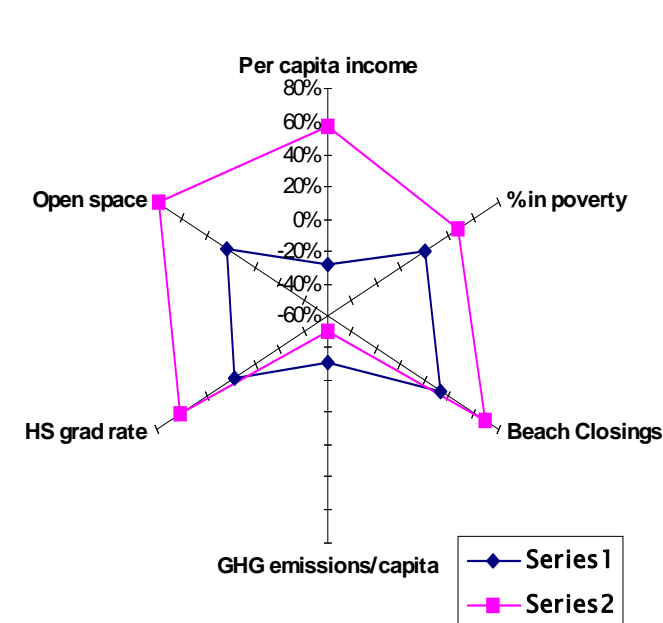 Per capita income
80%
60%
40%
20%
0%
-20%
-40%
-60%
Open space
% in poverty
HS grad rate
Beach Closings
GHG emissions/capita
Series1
Series2